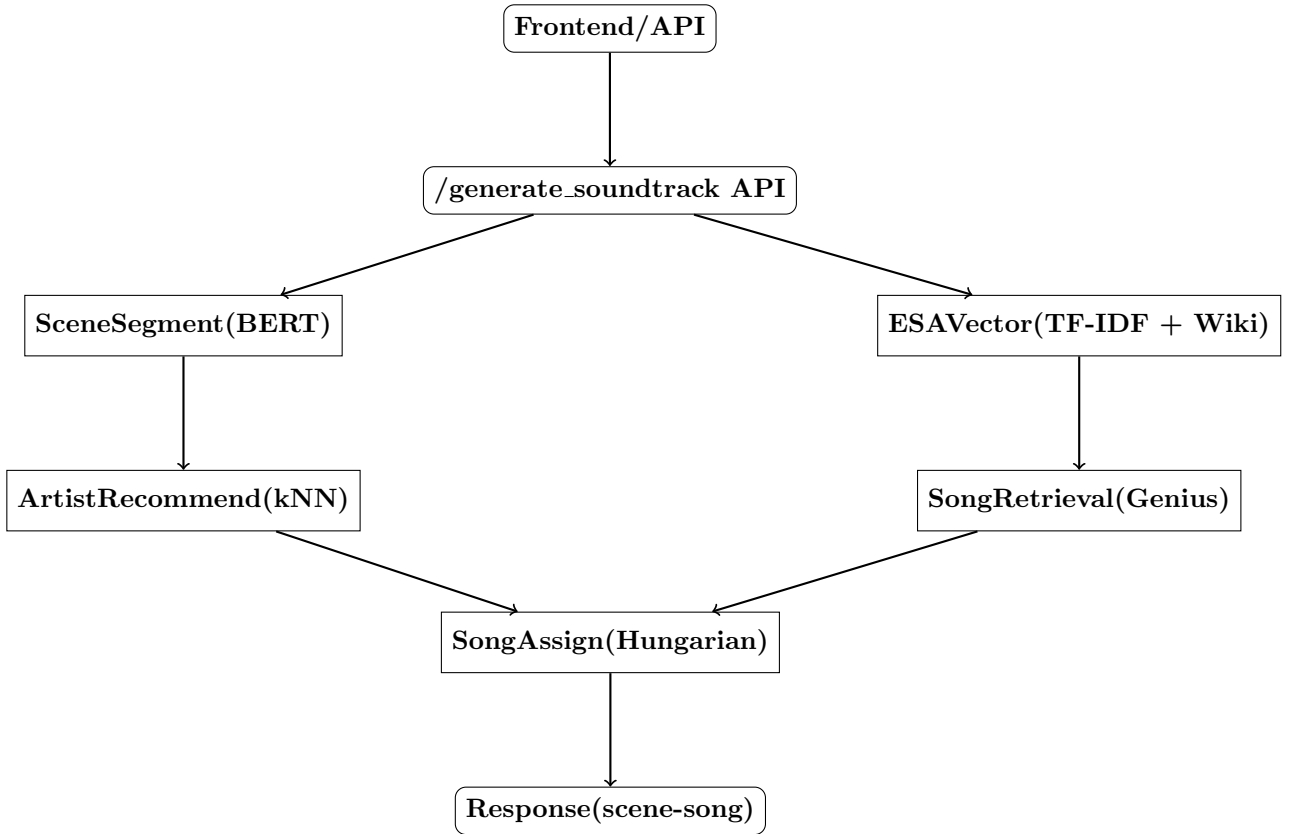 Frontend/API
/generate_soundtrack API
SceneSegment(BERT)
ESAVector(TF-IDF + Wiki)
ArtistRecommend(kNN)
SongRetrieval(Genius)
SongAssign(Hungarian)
Response(scene-song)